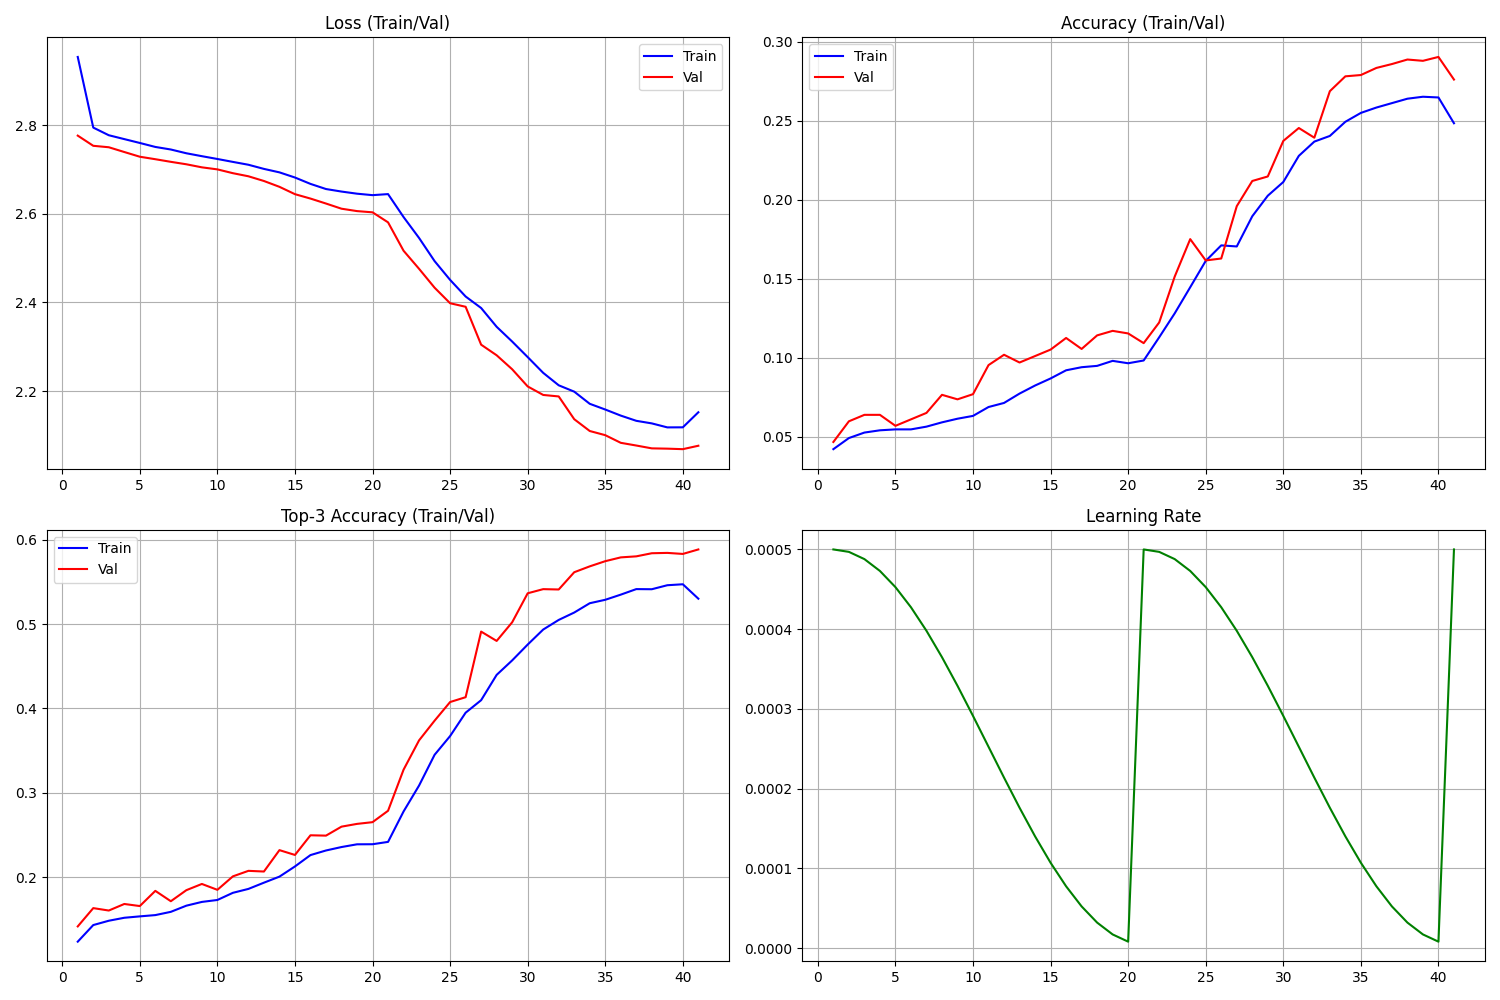 Loss (Train/Val)
Train
Val
2.8
2.6
2.4
2.2
0 5 10 15 20 25 30 35 40
Accuracy (Train/Val)
Train
Val
0.30
0.25
0.20
0.15
0.10
0.05
0 5 10 15 20 25 30 35 40
Top-3 Accuracy (Train/Val)
Train
Val
0.6
0.5
0.4
0.3
0.2
0 5 10 15 20 25 30 35 40
Learning Rate
0.0005
0.0004
0.0003
0.0002
0.0001
0.0000
0 5 10 15 20 25 30 35 40